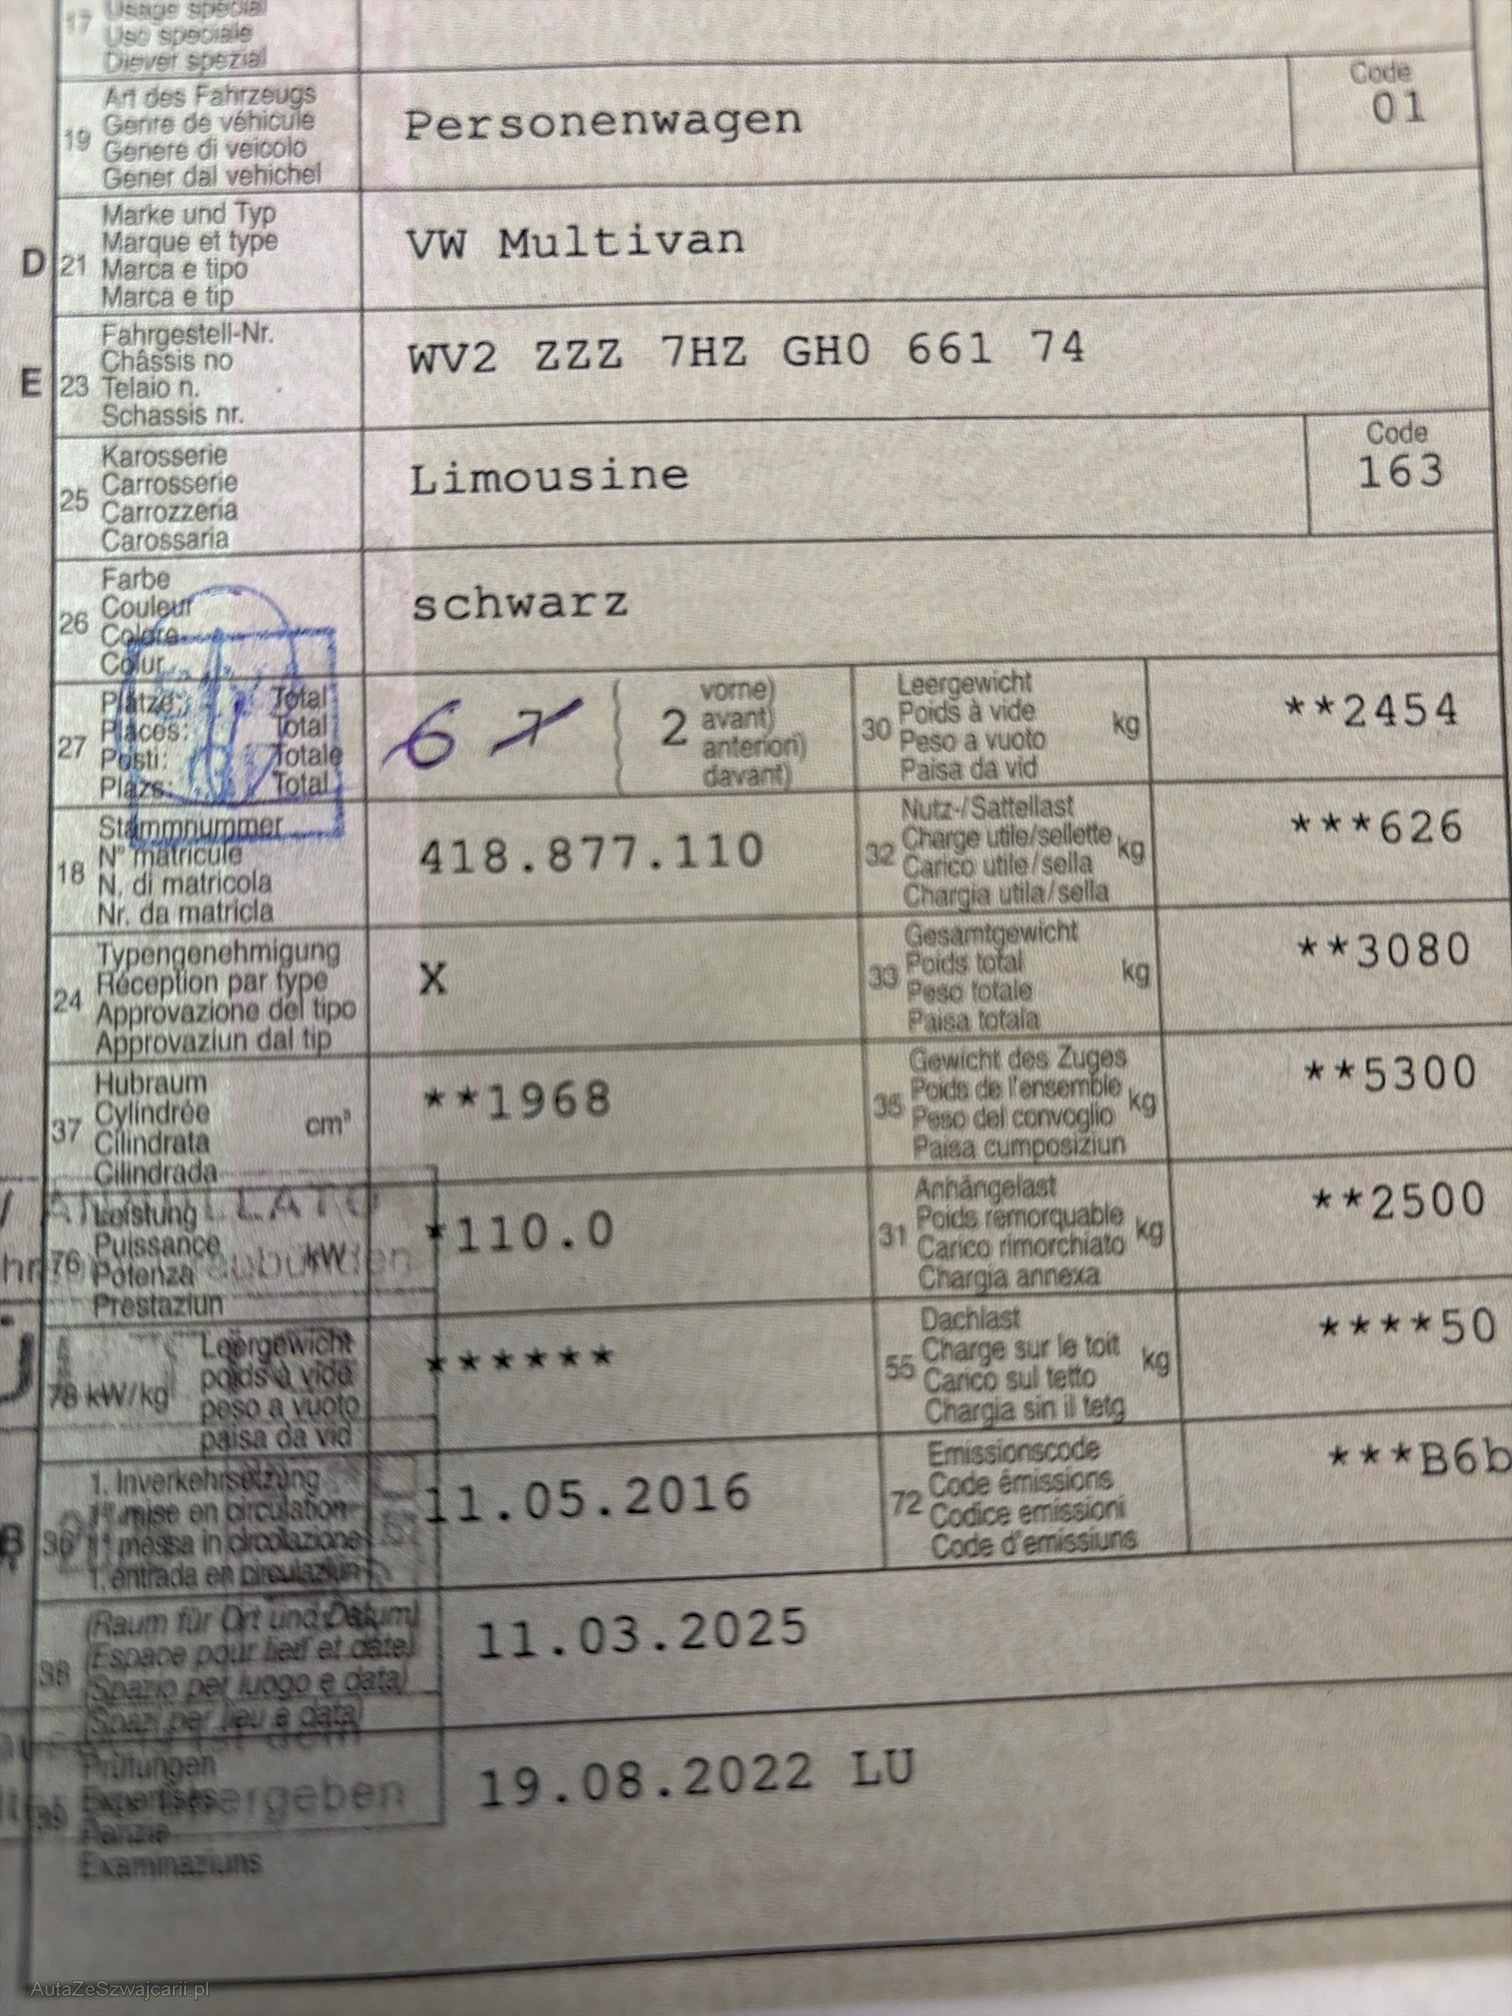 17 Usage spécial
Uso speciale
Diever spezial
Art des Fahrzeugs
19 Genre de véhicule
Genere di veicolo
Gener dal vehichel
Personenwagen
Code
01
Marke und Typ
D 21 Marque et type
Marca e tipo
Marca e tip
VW Multivan
Fahrgestell-Nr.
Châssis no
E 23 Telaio n.
Schassis nr.
WV2 ZZZ 7HZ GH0 661 74
Karosserie
25 Carrosserie
Carrozzeria
Carossaria
Limousine
Code
163
Farbe
26 Couleur
Colore
Colur
schwarz
Plätze: Total
27 Places: Total
Posti: Totale
Plazs: Total
6 7 2
vorne)
avant)
anteriori)
davant)
Leergewicht
30 Poids à vide kg
Peso a vuoto
Paisa da vid
**2454
Stammnummer
18 N° matricule
N. di matricola
Nr. da matricla
418.877.110
Nutz-/Sattellast
32 Charge utile/sellette kg
Carico utile/sella
Chargia utila/sella
***626
Typengenehmigung
24 Réception par type
Approvazione del tipo
Approvaziun dal tip
X
Gesamtgewicht
33 Poids total kg
Peso totale
Paisa totala
**3080
Hubraum
37 Cylindrée cm³
Cilindrata
Cilindrada
**1968
Gewicht des Zuges
35 Poids de l'ensemble kg
Peso del convoglio
Paisa cumposiziun
**5300
Leistung
76 Puissance kW
Potenza
Prestaziun
*110.0
Anhängelast
31 Poids remorquable kg
Carico rimorchiato
Chargia annexa
**2500
Leergewicht
78 kW/kg poids à vide
peso a vuoto
paisa da vid
******
Dachlast
55 Charge sur le toit kg
Carico sul tetto
Chargia sin il tetg
****50
1. Inverkehrsetzung
B 36 1re mise en circulation
1a messa in circolazione
1. entrada en circulaziun
11.05.2016
Emissionscode
72 Code émissions
Codice emissioni
Code d'emissiuns
***B6b
(Raum für Ort und Datum)
38 (Espace pour lieu et date)
(Spazio per luogo e data)
(Spazi per lieu e data)
11.03.2025
Prüfungen
39 Expertises
Perizie
Examinaziuns
19.08.2022 LU
AutaZeSzwajcarii.pl